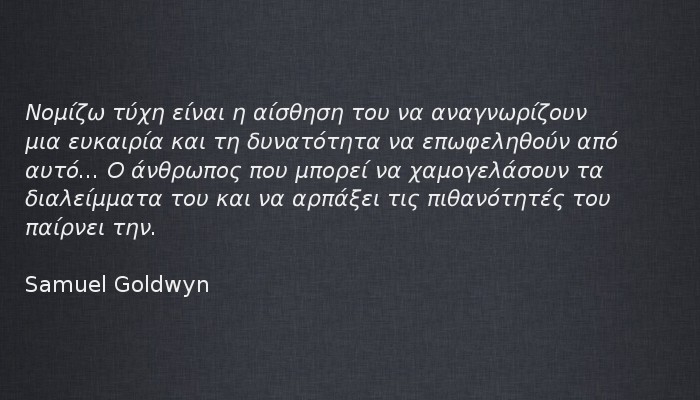 Νομίζω τύχη είναι η αίσθηση του να αναγνωρίζουν
μια ευκαιρία και τη δυνατότητα να επωφεληθούν από
αυτό... Ο άνθρωπος που μπορεί να χαμογελάσουν τα
διαλείμματα του και να αρπάξει τις πιθανότητές του
παίρνει την.
Samuel Goldwyn